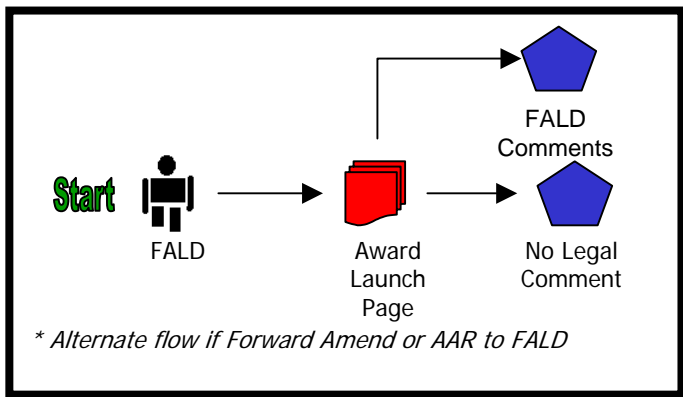 FALD
Comments
Start
FALD
Award
Launch
Page
No Legal
Comment
* Alternate flow if Forward Amend or AAR to FALD